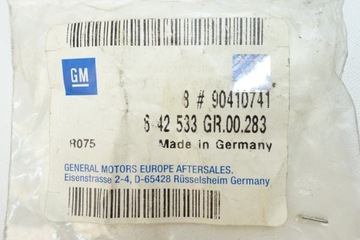 GM
8 # 90410741
6 42 533 GR.00.283
R075 Made in Germany
GENERAL MOTORS EUROPE AFTERSALES.
Eisenstrasse 2-4, D-65428 Rüsselsheim Germany